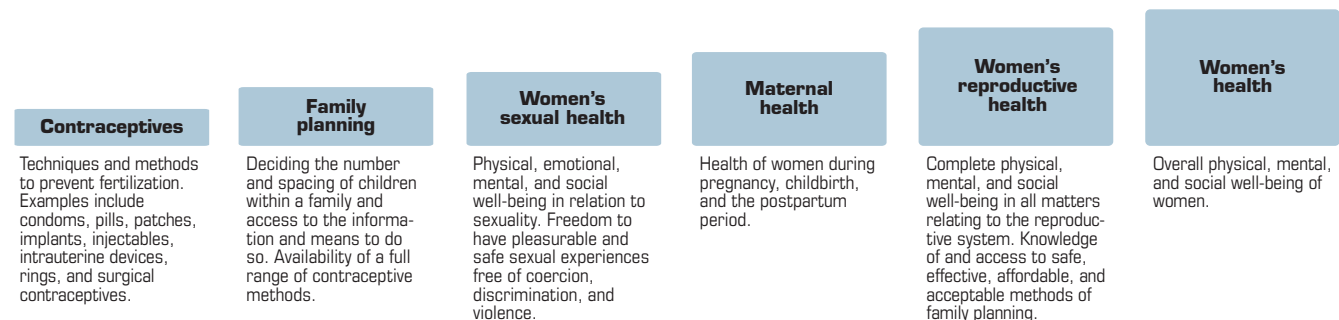 Contraceptives
Techniques and methods
to prevent fertilization.
Examples include
condoms, pills, patches,
implants, injectables,
intrauterine devices,
rings, and surgical
contraceptives.
Family
planning
Deciding the number
and spacing of children
within a family and
access to the informa-
tion and means to do
so. Availability of a full
range of contraceptive
methods.
Women's
sexual health
Physical, emotional,
mental, and social
well-being in relation to
sexuality. Freedom to
have pleasurable and
safe sexual experiences
free of coercion,
discrimination, and
violence.
Maternal
health
Health of women during
pregnancy, childbirth,
and the postpartum
period.
Women's
reproductive
health
Complete physical,
mental, and social
well-being in all matters
relating to the reproduc-
tive system. Knowledge
of and access to safe,
effective, affordable, and
acceptable methods of
family planning.
Women's
health
Overall physical, mental,
and social well-being of
women.